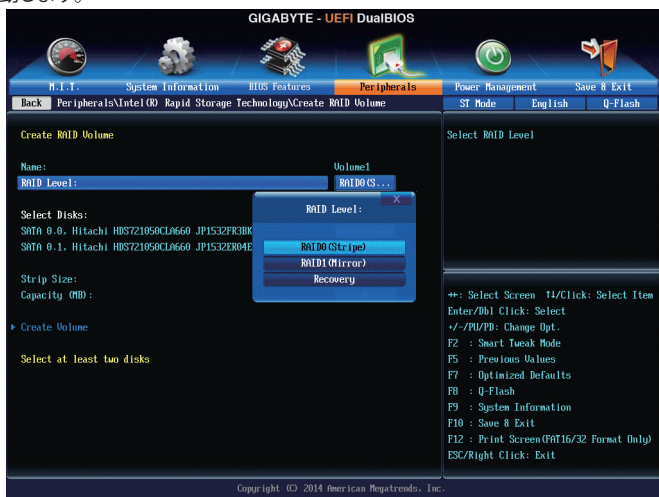 GIGABYTE - UEFI DualBIOS
M.I.T. System Information BIOS Features Peripherals Power Management Save & Exit
Back Peripherals\Intel(R) Rapid Storage Technology\Create RAID Volume ST Mode English Q-Flash
Create RAID Volume
Name: Volume1
RAID Level: RAID0(S...
Select Disks:
SATA 0.0, Hitachi HDS721050CLA660 JP1532FR3BK
SATA 0.1, Hitachi HDS721050CLA660 JP1532ER04E
Strip Size:
Capacity (MB):
Create Volume
Select at least two disks
X
RAID Level:
RAID0(Stripe)
RAID1(Mirror)
Recovery
Select RAID Level
↔: Select Screen ↑↓/Click: Select Item
Enter/Dbl Click: Select
+/-/PU/PD: Change Opt.
F2 : Smart Tweak Mode
F5 : Previous Values
F7 : Optimized Defaults
F8 : Q-Flash
F9 : System Information
F10 : Save & Exit
F12 : Print Screen(FAT16/32 Format Only)
ESC/Right Click: Exit
Copyright (C) 2014 American Megatrends, Inc.